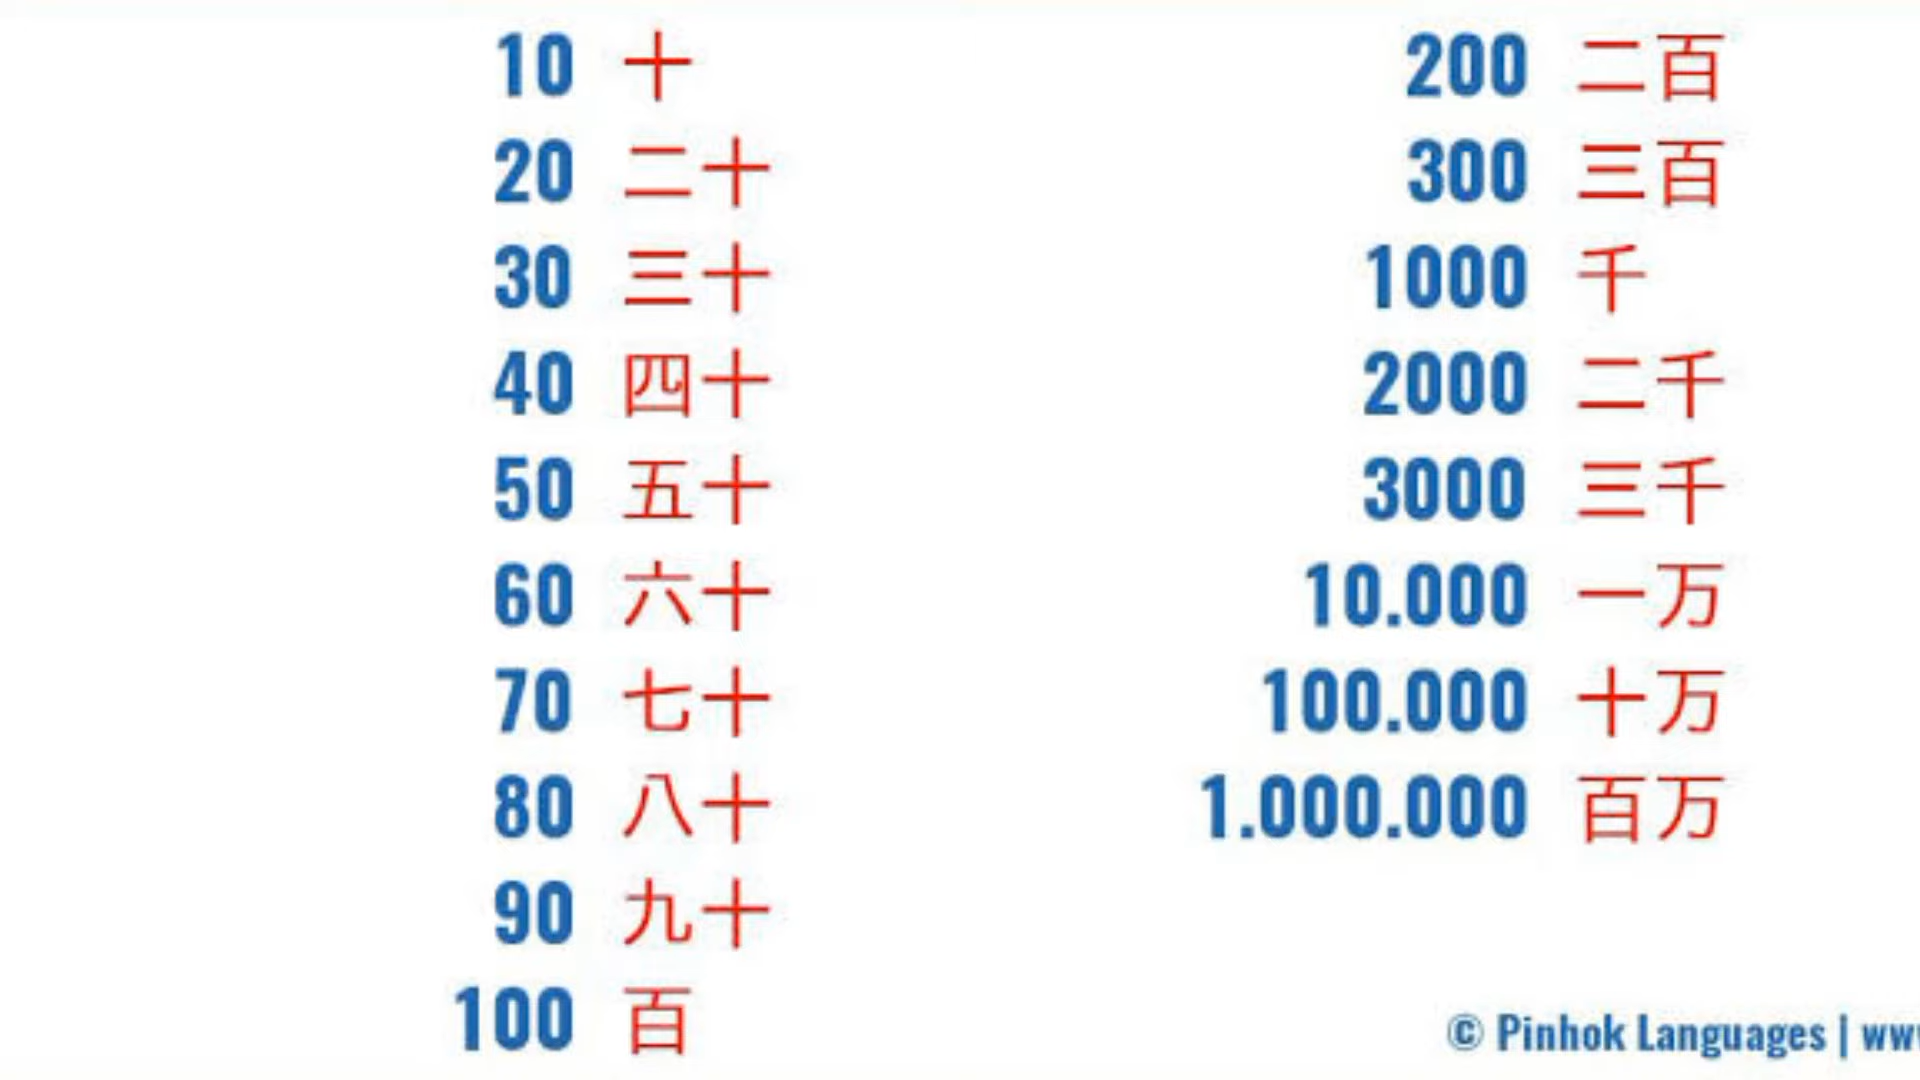 10 十
20 二十
30 三十
40 四十
50 五十
60 六十
70 七十
80 八十
90 九十
100 百
200 二百
300 三百
1000 千
2000 二千
3000 三千
10.000 一万
100.000 十万
1.000.000 百万
© Pinhok Languages | www